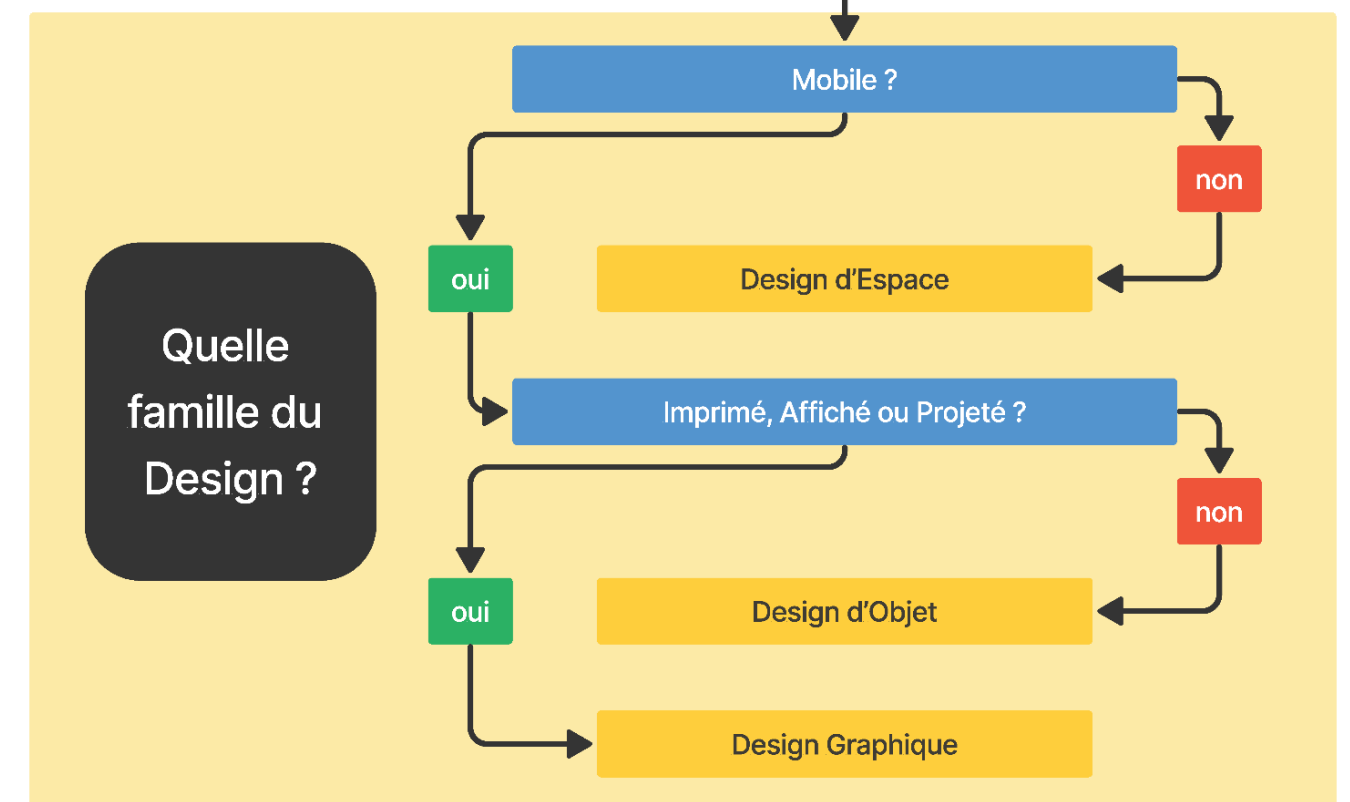 Mobile ?
non
oui
Design d’Espace
Quelle
famille du
Design ?
Imprimé, Affiché ou Projeté ?
non
oui
Design d’Objet
Design Graphique